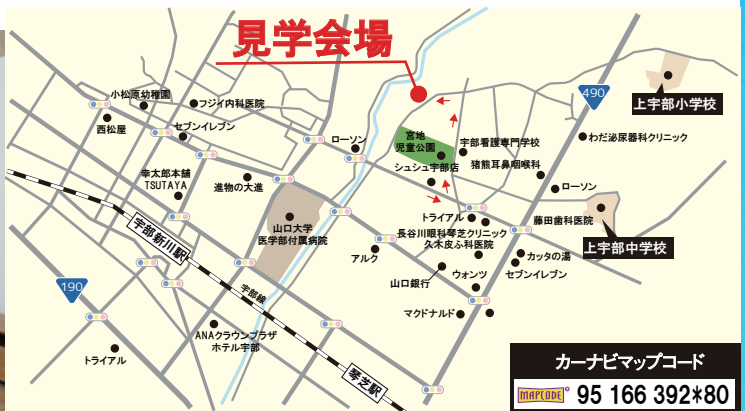 見学会場
490
上宇部小学校
小松原幼稚園
フジイ内科医院
西松屋
セブンイレブン
ローソン
宮地
児童公園
宇部看護専門学校
わだ泌尿器科クリニック
猪熊耳鼻咽喉科
シュシュ宇部店
ローソン
幸太郎本舗
TSUTAYA
進物の大進
トライアル
藤田歯科医院
宇部新川駅
山口大学
医学部付属病院
長谷川眼科琴芝クリニック
久木皮ふ科医院
上宇部中学校
アルク
カッタの湯
セブンイレブン
山口銀行
ウォンツ
190
宇部線
マクドナルド
ANAクラウンプラザ
ホテル宇部
トライアル
琴芝駅
カーナビマップコード
MAPCODE 95 166 392*80